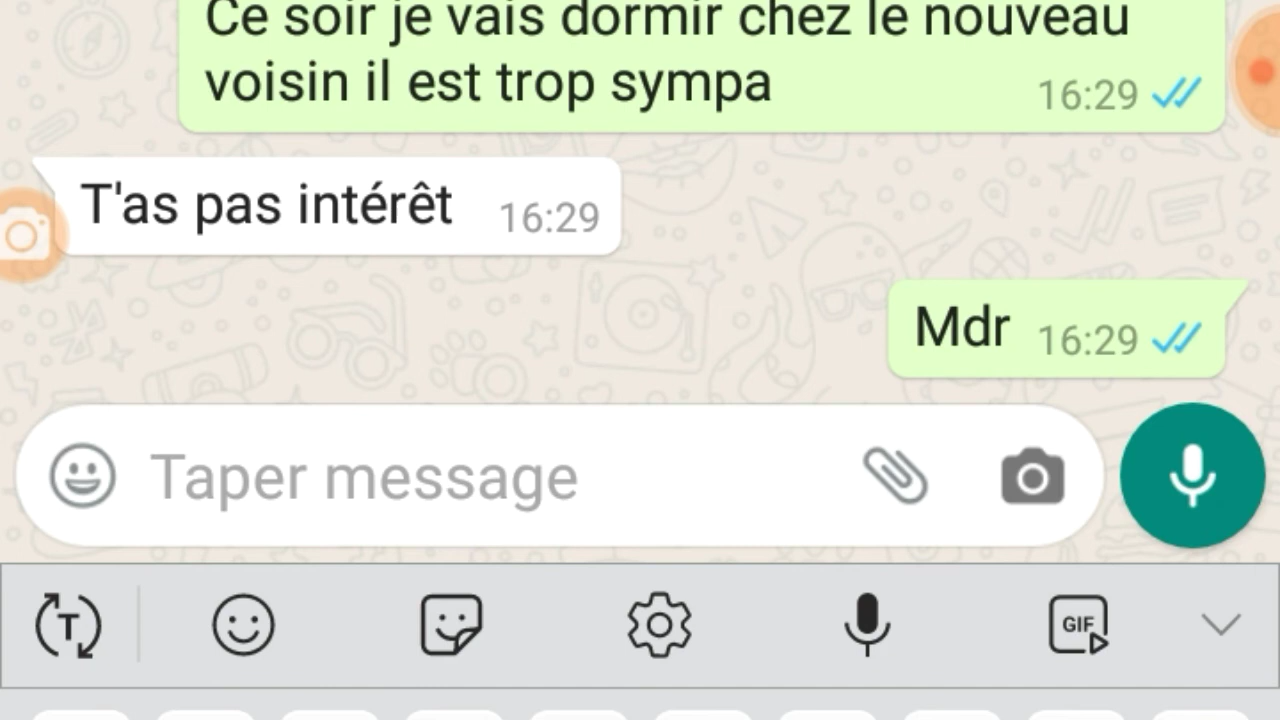 Ce soir je vais dormir chez le nouveau
voisin il est trop sympa
16:29
T'as pas intérêt 16:29
Mdr 16:29
Taper message
T
GIF